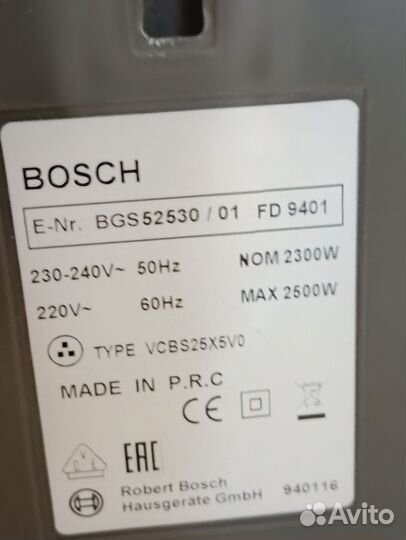 BOSCH
E-Nr. BGS52530 / 01 FD 9401
230-240V~ 50Hz NOM 2300W
220V~ 60Hz MAX 2500W
TYPE VCBS25X5V0
MADE IN P.R.C
CE
VDE EAC
Robert Bosch
Hausgeräte GmbH 940116
Avito